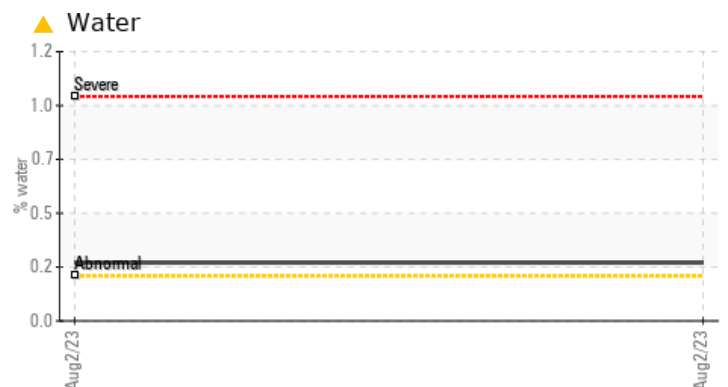 Water
1.2
Severe
1.0
0.7
% water
0.5
Abnormal
0.2
0.0
Aug2/23
Aug2/23